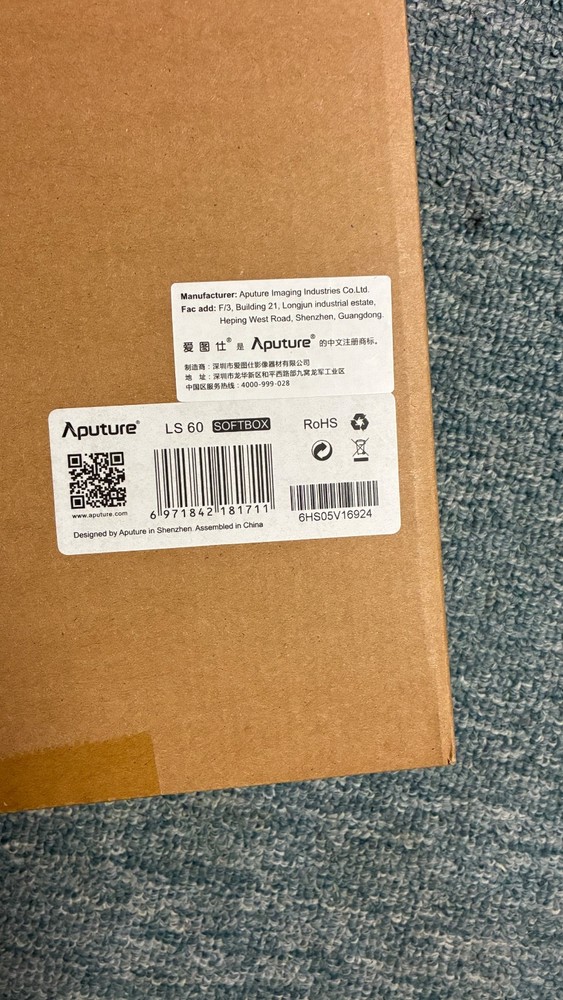 Manufacturer: Aputure Imaging Industries Co.Ltd.
Fac add: F/3, Building 21, Longjun industrial estate,
Heping West Road, Shenzhen, Guangdong.
爱图仕® 是 Aputure® 的中文注册商标。
制造商：深圳市爱图仕影像器材有限公司
地 址：深圳市龙华新区和平西路部九窝龙军工业区
中国区服务热线：4000-999-028
Aputure® LS 60 SOFTBOX RoHS
www.aputure.com
6 971842 181711
6HS05V16924
Designed by Aputure in Shenzhen. Assembled in China